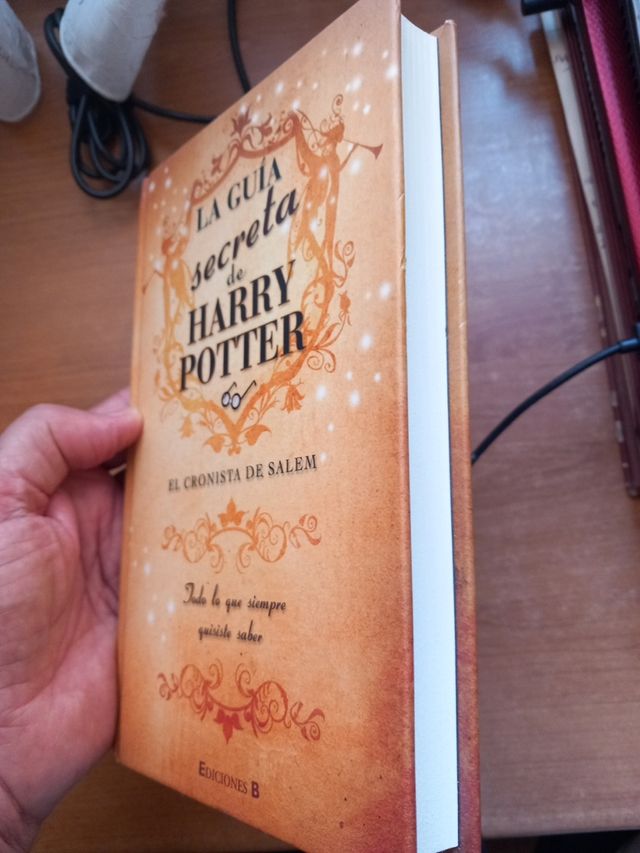 LA GUÍA
secreta
de
HARRY
POTTER
EL CRONISTA DE SALEM
Todo lo que siempre
quisiste saber
EDICIONES B